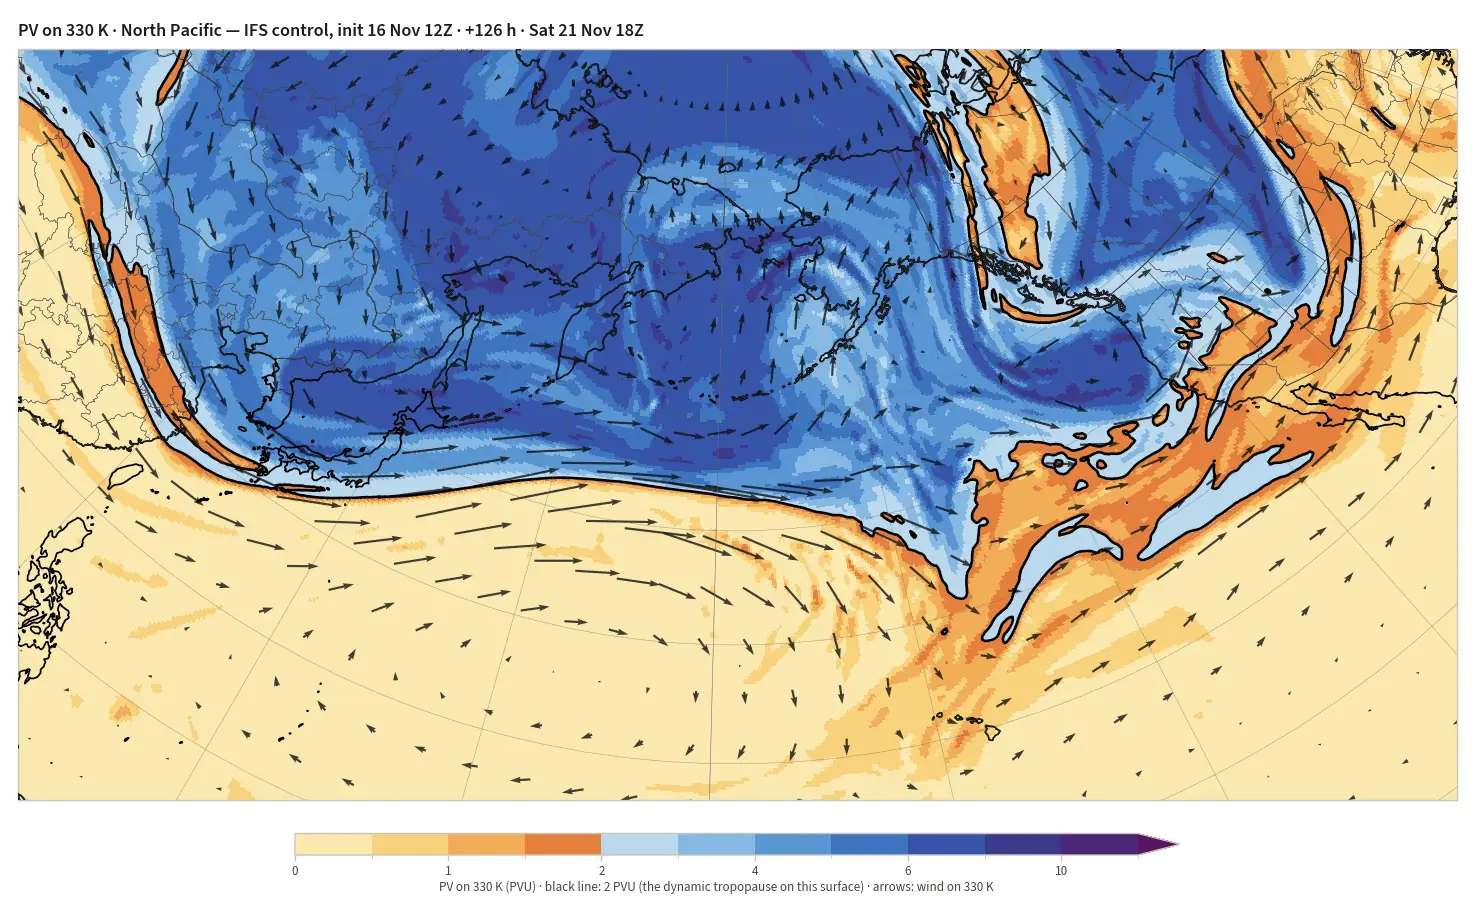 PV on 330 K · North Pacific — IFS control, init 16 Nov 12Z · +126 h · Sat 21 Nov 18Z
0 1 2 4 6 10
PV on 330 K (PVU) · black line: 2 PVU (the dynamic tropopause on this surface) · arrows: wind on 330 K